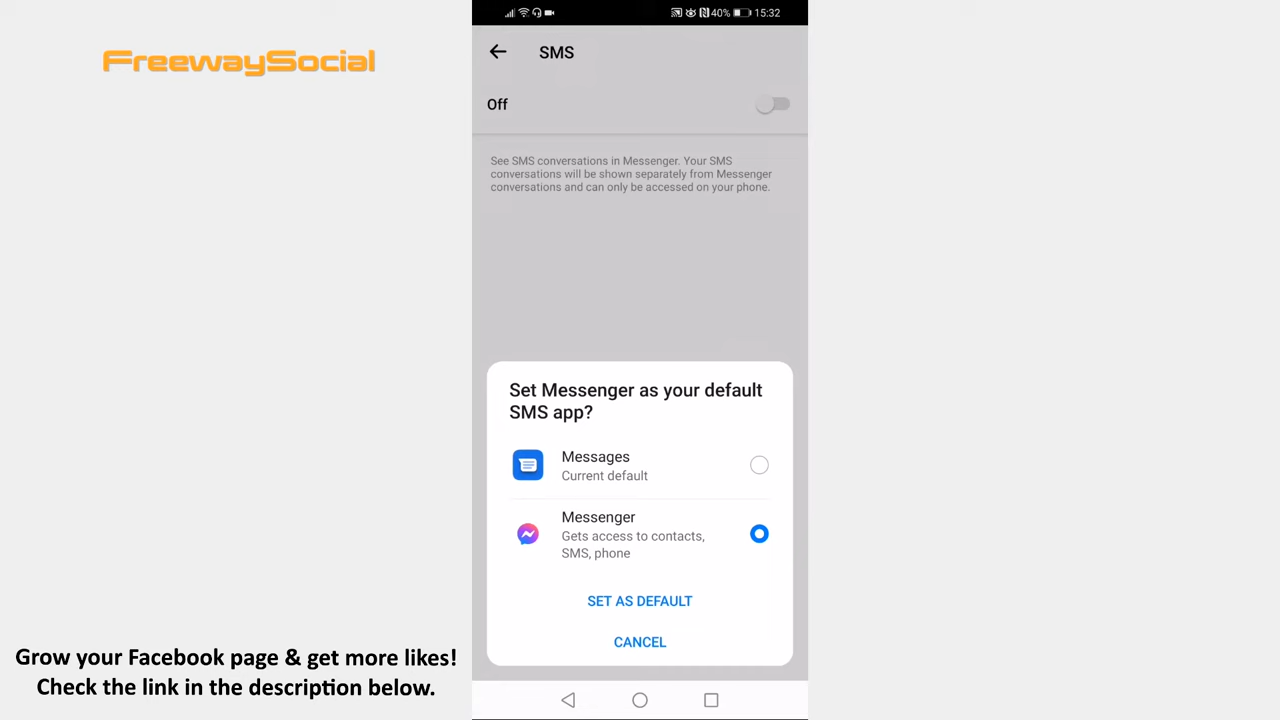 40% 15:32
FreewaySocial
SMS
Off
See SMS conversations in Messenger. Your SMS
conversations will be shown separately from Messenger
conversations and can only be accessed on your phone.
Set Messenger as your default
SMS app?
Messages
Current default
Messenger
Gets access to contacts,
SMS, phone
SET AS DEFAULT
CANCEL
Grow your Facebook page & get more likes!
Check the link in the description below.